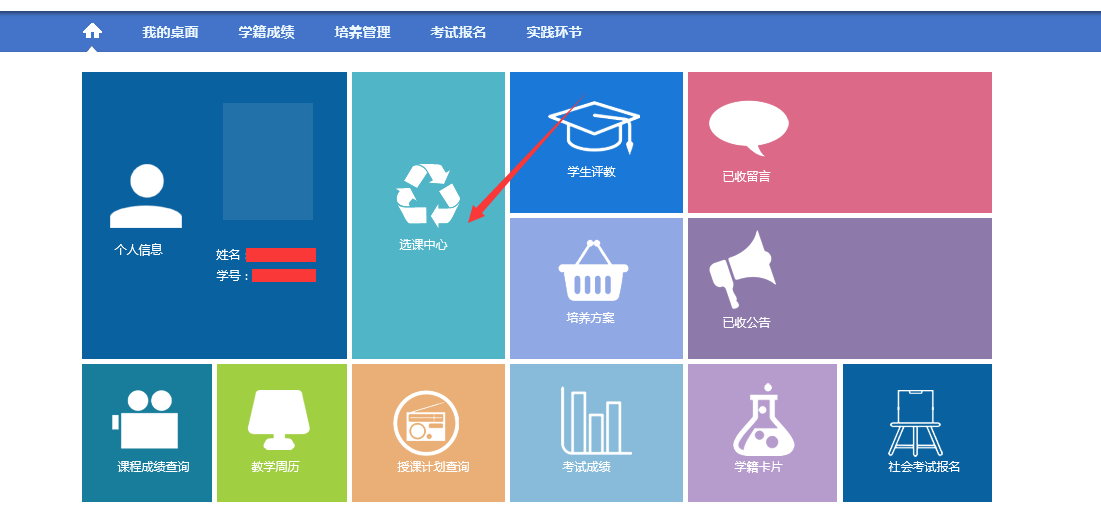 我的桌面 学籍成绩 培养管理 考试报名 实践环节
个人信息
姓名：
学号：
选课中心
学生评教
已收留言
培养方案
已收公告
课程成绩查询
教学周历
授课计划查询
考试成绩
学籍卡片
社会考试报名